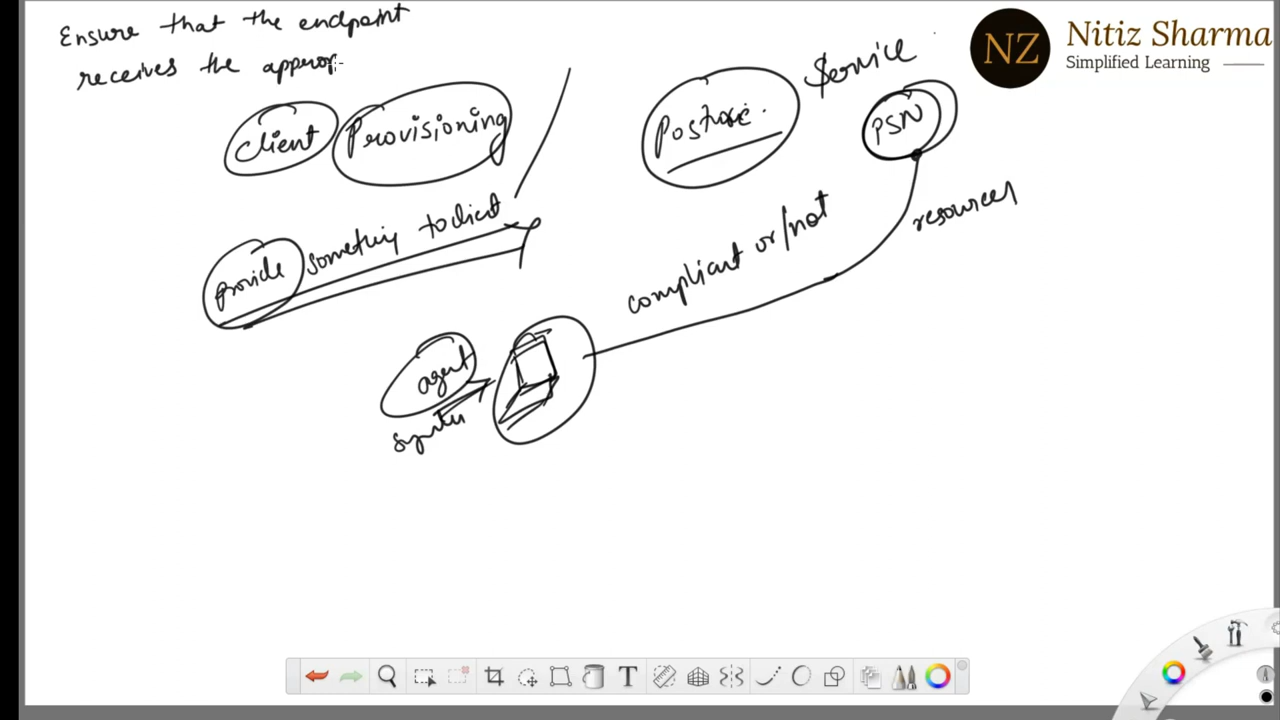 Ensure that the endpoint
receives the appro
NZ
Nitiz Sharma
Simplified Learning
Client Provisioning
Posture
Service
PSN
provide something to client
compliant or/not
resources
agent
T